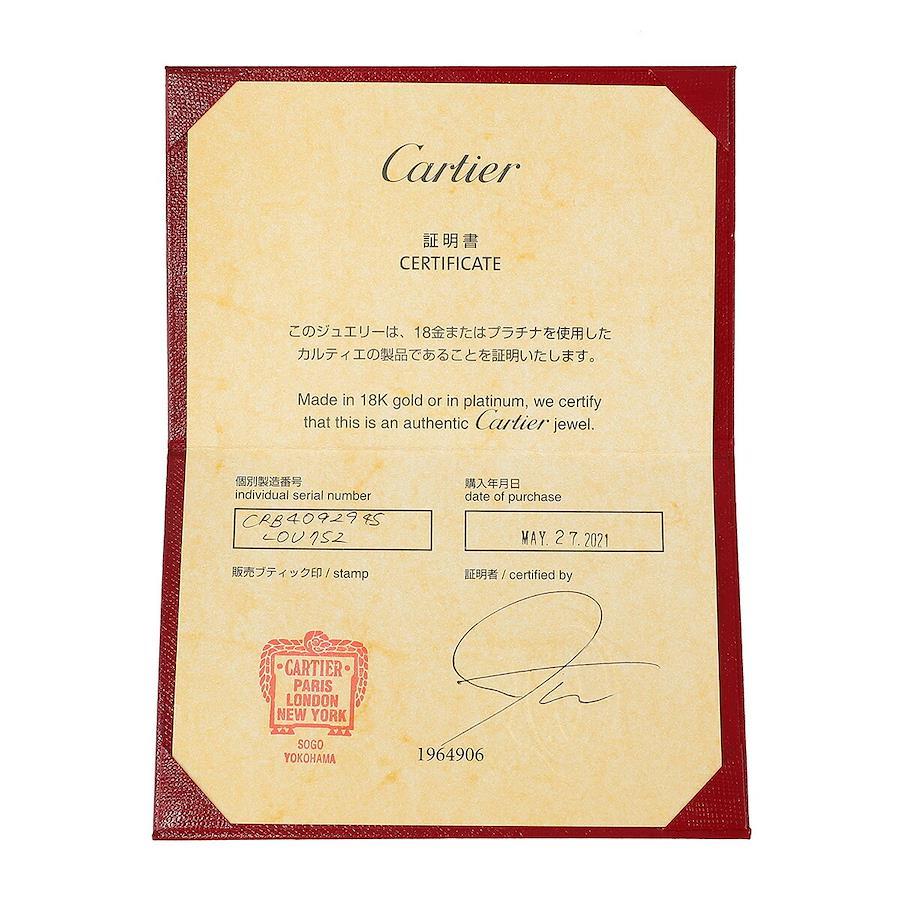 Cartier
証明書
CERTIFICATE
このジュエリーは、18金またはプラチナを使用した
カルティエの製品であることを証明いたします。
Made in 18K gold or in platinum, we certify
that this is an authentic Cartier jewel.
個別製造番号
individual serial number
CRB4092945
LOU752
購入年月日
date of purchase
MAY. 27. 2021
販売ブティック印 / stamp
証明者 / certified by
CARTIER
PARIS
LONDON
NEW YORK
SOGO
YOKOHAMA
1964906